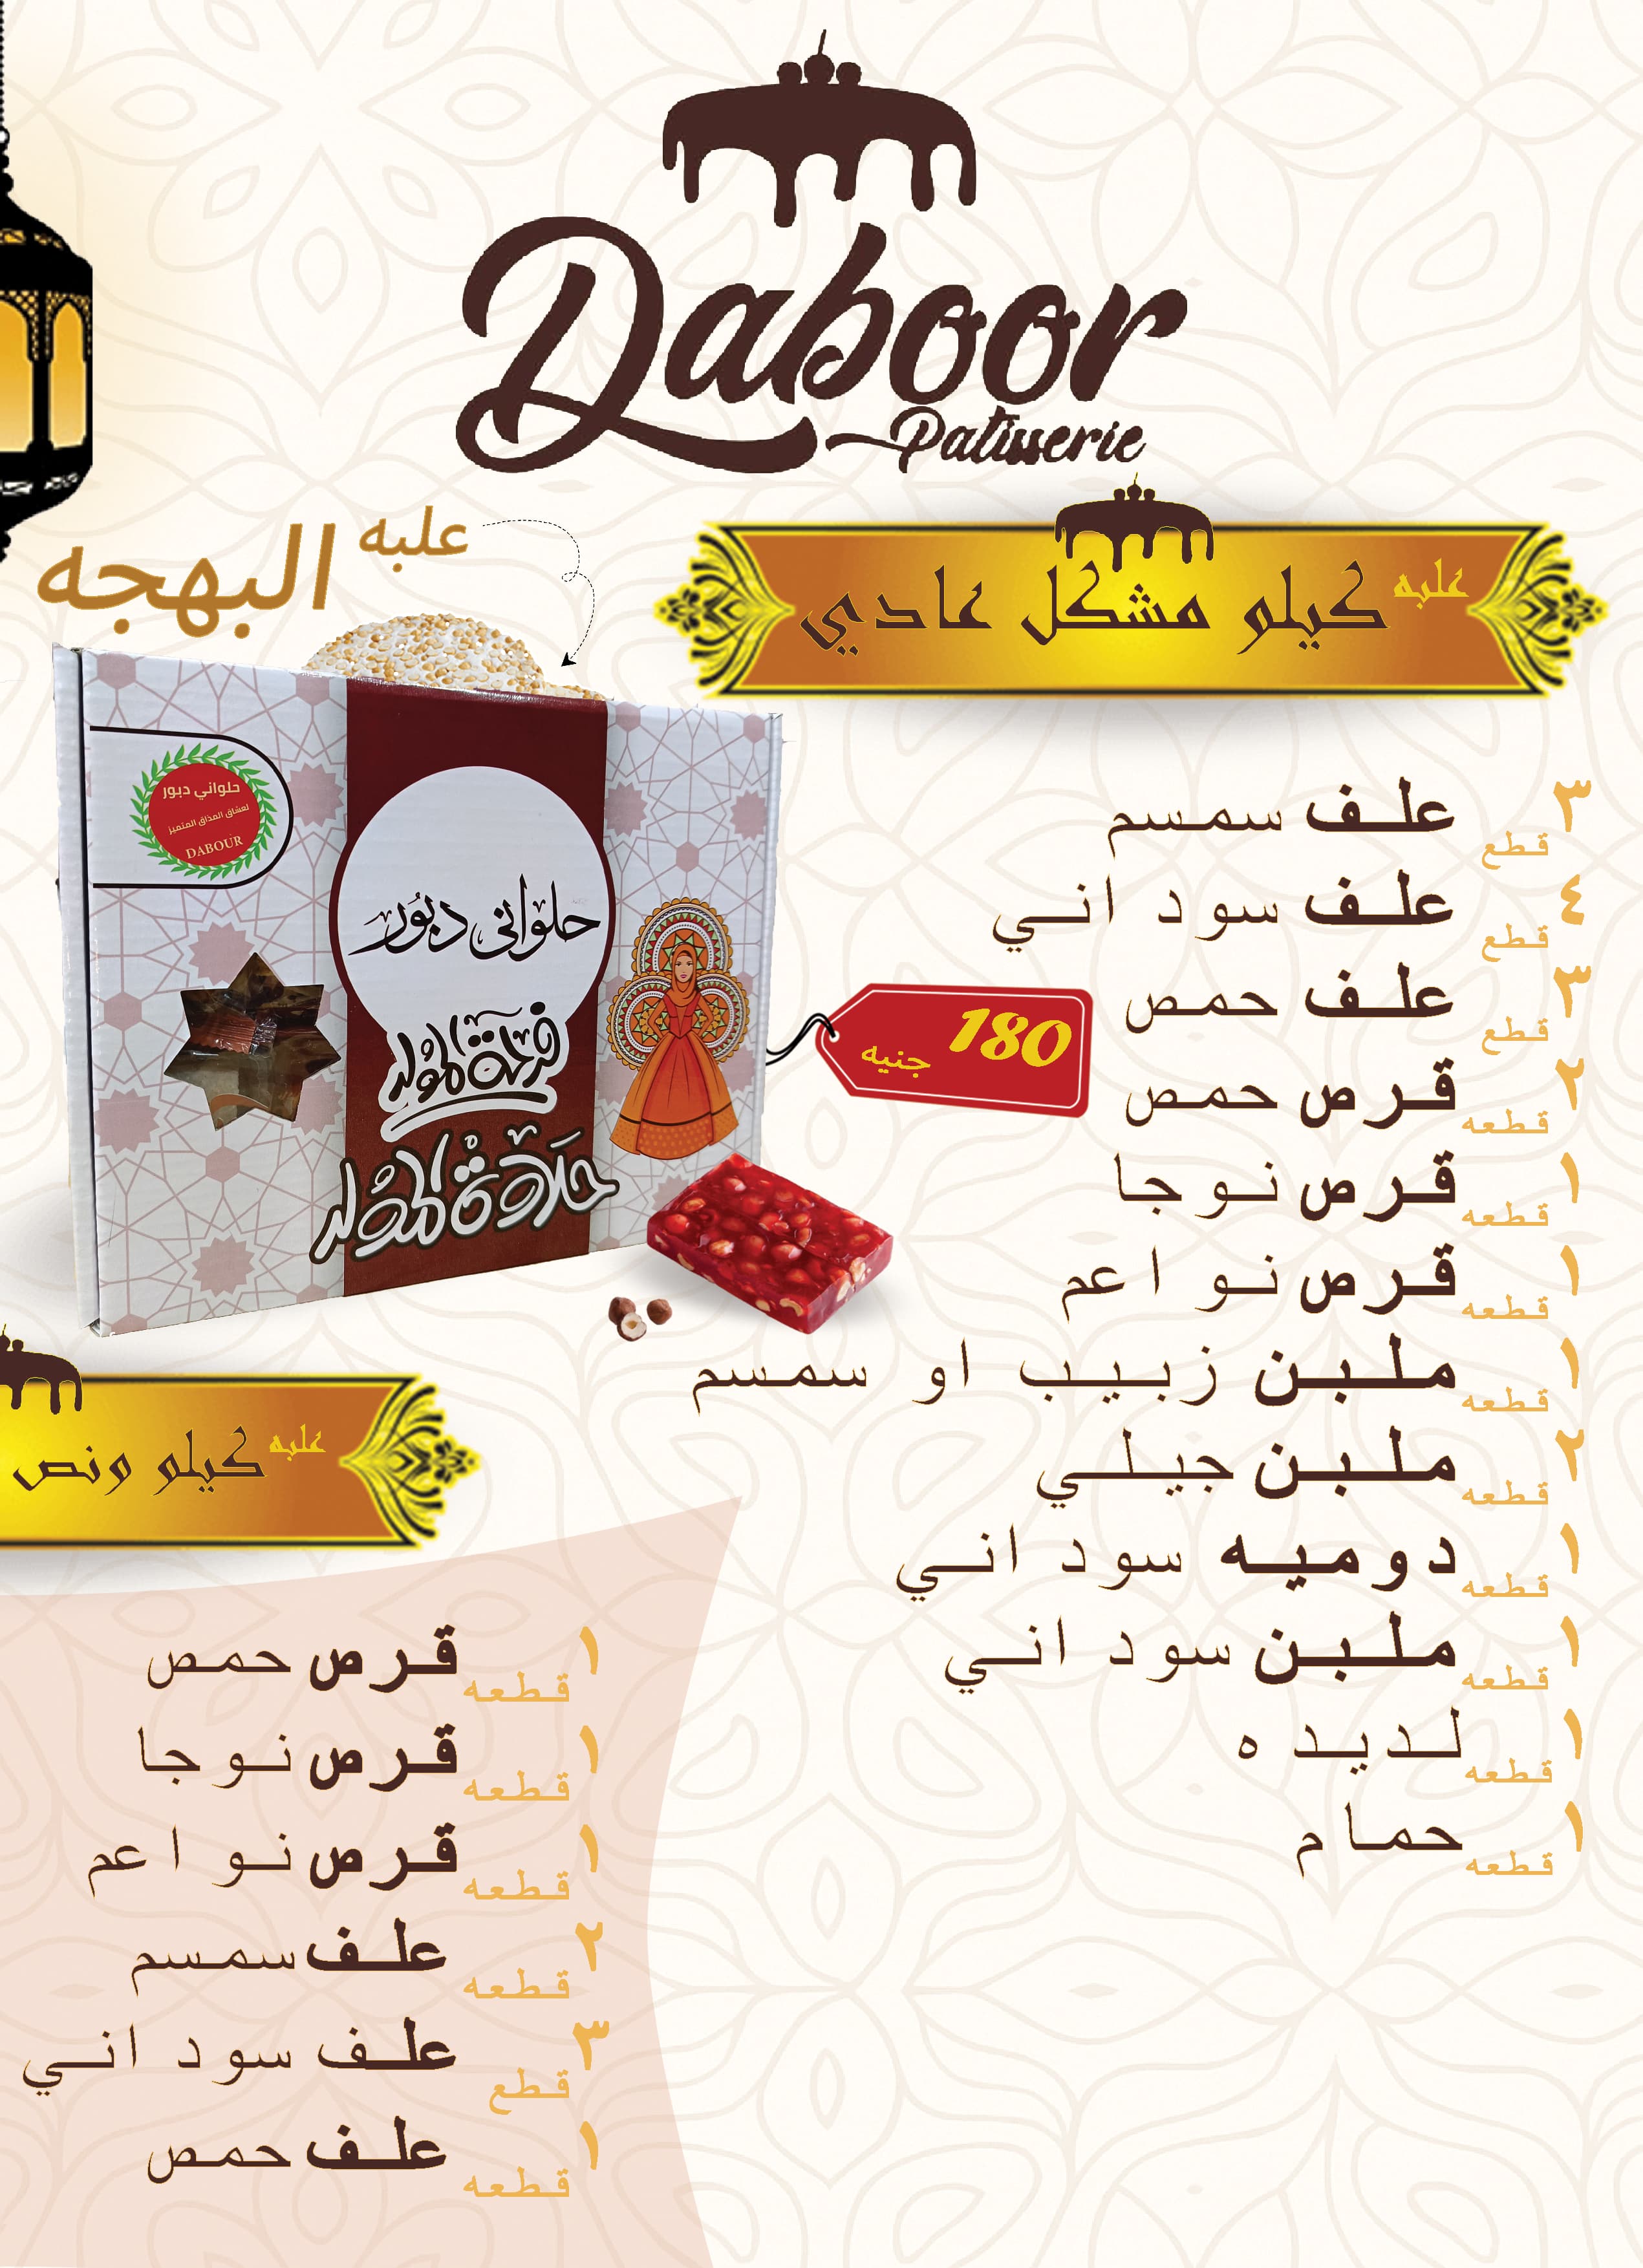 Daboor
Patisserie
علبه البهجه
علبه كيلو مشكل عادي
حلواني دبور
لعشاق المذاق المتميز
DABOUR
حلواني دبور
فرحة المولد
حلاوة المولد
180 جنيه
٣ قطع علف سمسم
٤ قطع علف سوداني
٣ قطع علف حمص
٢ قطعه قرص حمص
١ قطعه قرص نوجا
١ قطعه قرص نواعم
١ قطعه ملبن زبيب او سمسم
٢ قطعه ملبن جيلي
١ قطعه دوميه سوداني
١ قطعه ملبن سوداني
١ قطعه لديده
١ قطعه حمام
علبه كيلو ونص
١ قطعه قرص حمص
١ قطعه قرص نوجا
١ قطعه قرص نواعم
٢ قطعه علف سمسم
٣ قطع علف سوداني
١ قطعه علف حمص